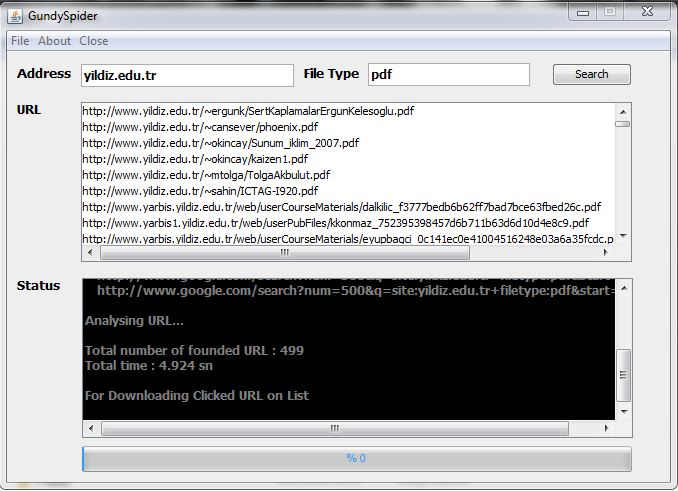 GundySpider
File About Close
Address yildiz.edu.tr File Type pdf Search
URL
http://www.yildiz.edu.tr/~ergunk/SertKaplamalarErgunKelesoglu.pdf
http://www.yildiz.edu.tr/~cansever/phoenix.pdf
http://www.yildiz.edu.tr/~okincay/Sunum_iklim_2007.pdf
http://www.yildiz.edu.tr/~okincay/kaizen1.pdf
http://www.yildiz.edu.tr/~mtolga/TolgaAkbulut.pdf
http://www.yildiz.edu.tr/~sahin/ICTAG-I920.pdf
http://www.yarbis.yildiz.edu.tr/web/userCourseMaterials/dalkilic_f3777bedb6b62ff7bad7bce63fbed26c.pdf
http://www.yarbis1.yildiz.edu.tr/web/userPubFiles/kkonmaz_752395398457d6b711b63d6d10d4e8c9.pdf
http://www.yarbis.yildiz.edu.tr/web/userCourseMaterials/eyupbagci_0c141ec0e41004516248e03a6a35fcdc.p
Status
http://www.google.com/search?num=500&q=site:yildiz.edu.tr+filetype:pdf&start=
Analysing URL...
Total number of founded URL : 499
Total time : 4.924 sn
For Downloading Clicked URL on List
% 0